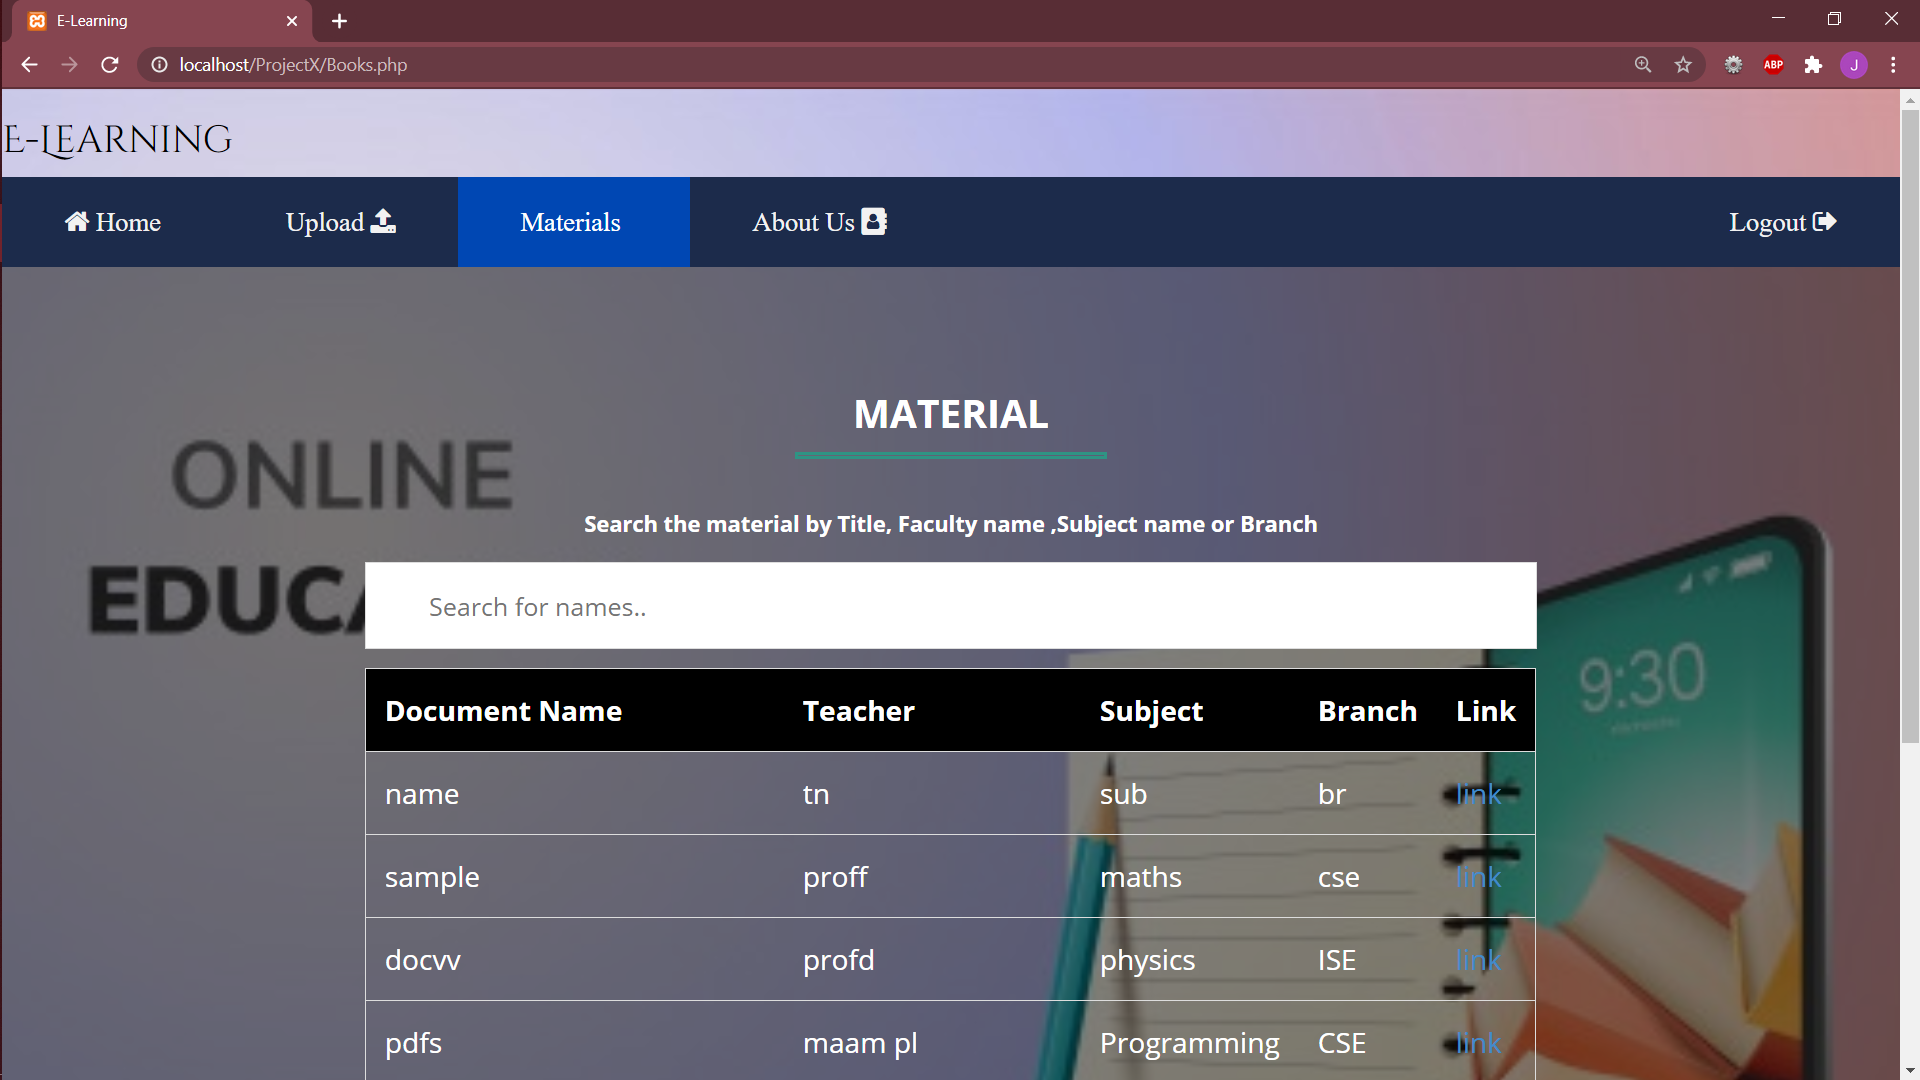 E-Learning
localhost/ProjectX/Books.php
ABP
J
E-Learning
Home
Upload
Materials
About Us
Logout
ONLINE
MATERIAL
Search the material by Title, Faculty name ,Subject name or Branch
Search for names..
9:30
Document Name Teacher Subject Branch Link
name tn sub br link
sample proff maths cse link
docvv profd physics ISE link
pdfs maam pl Programming CSE link